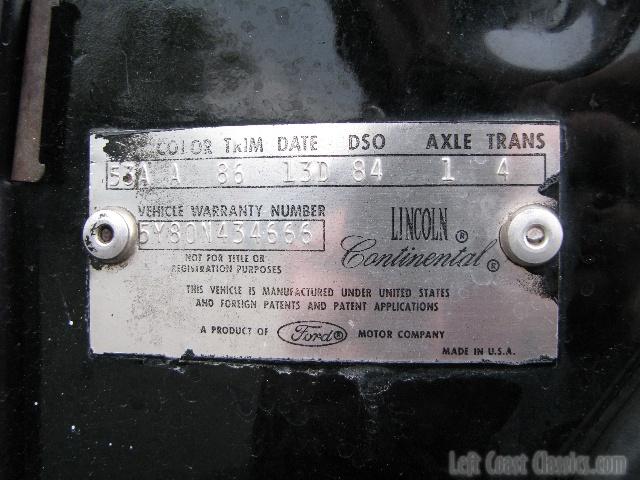 COLOR TRIM DATE DSO AXLE TRANS
53A A 86 13D 84 1 4
VEHICLE WARRANTY NUMBER
5Y80N434666
LINCOLN ®
Continental ®
NOT FOR TITLE OR
REGISTRATION PURPOSES
THIS VEHICLE IS MANUFACTURED UNDER UNITED STATES
AND FOREIGN PATENTS AND PATENT APPLICATIONS
A PRODUCT OF Ford ® MOTOR COMPANY
MADE IN U.S.A.
Left Coast Classics.com